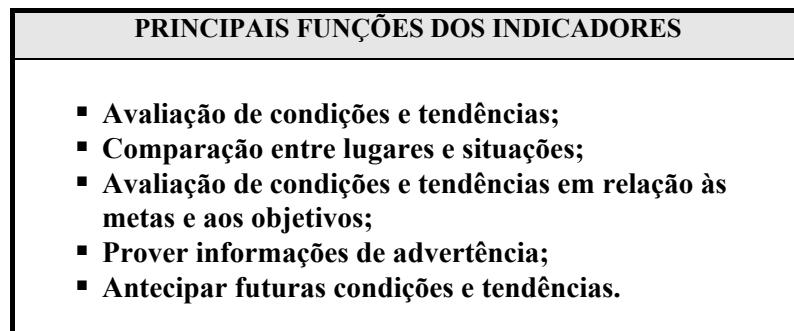 PRINCIPAIS FUNÇÕES DOS INDICADORES
▪ Avaliação de condições e tendências;
▪ Comparação entre lugares e situações;
▪ Avaliação de condições e tendências em relação às
metas e aos objetivos;
▪ Prover informações de advertência;
▪ Antecipar futuras condições e tendências.